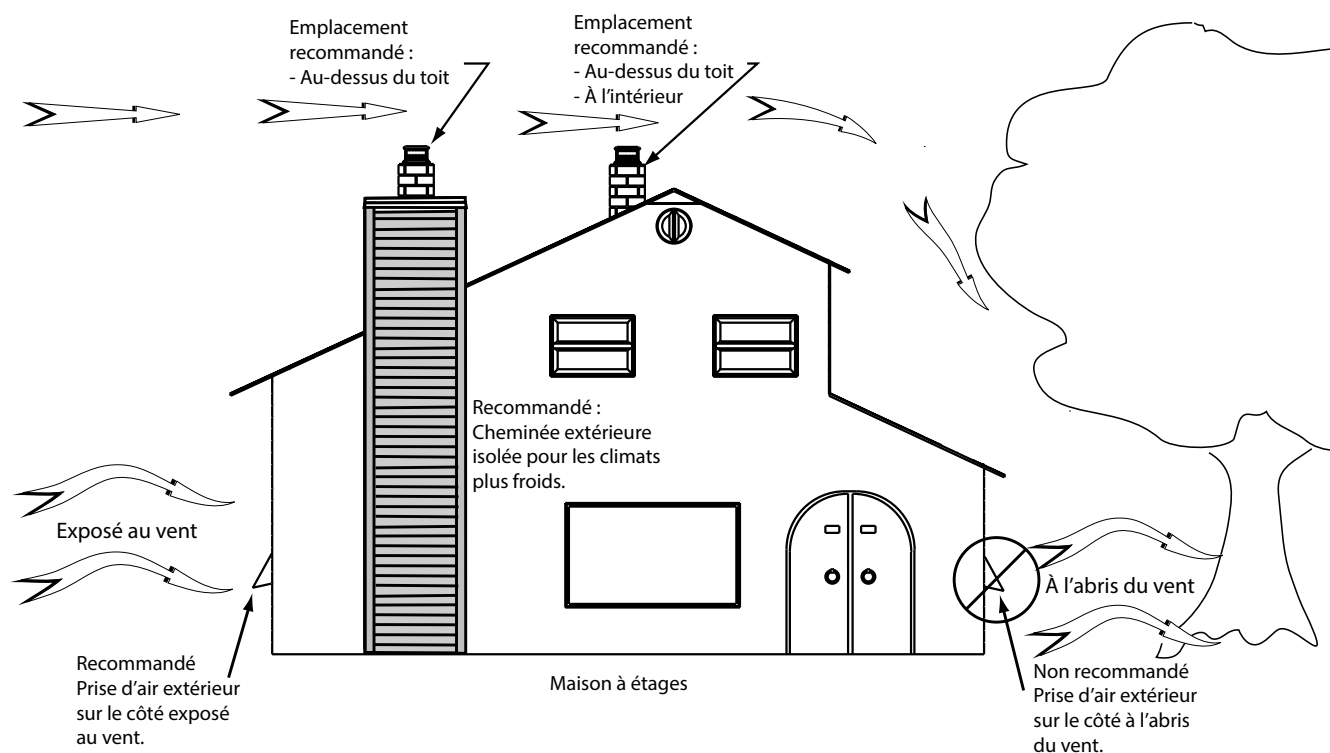 Emplacement
recommandé :
- Au-dessus du toit
Emplacement
recommandé :
- Au-dessus du toit
- À l'intérieur
Recommandé :
Cheminée extérieure
isolée pour les climats
plus froids.
Exposé au vent
À l'abris du vent
Recommandé
Prise d'air extérieur
sur le côté exposé
au vent.
Maison à étages
Non recommandé
Prise d'air extérieur
sur le côté à l'abris
du vent.